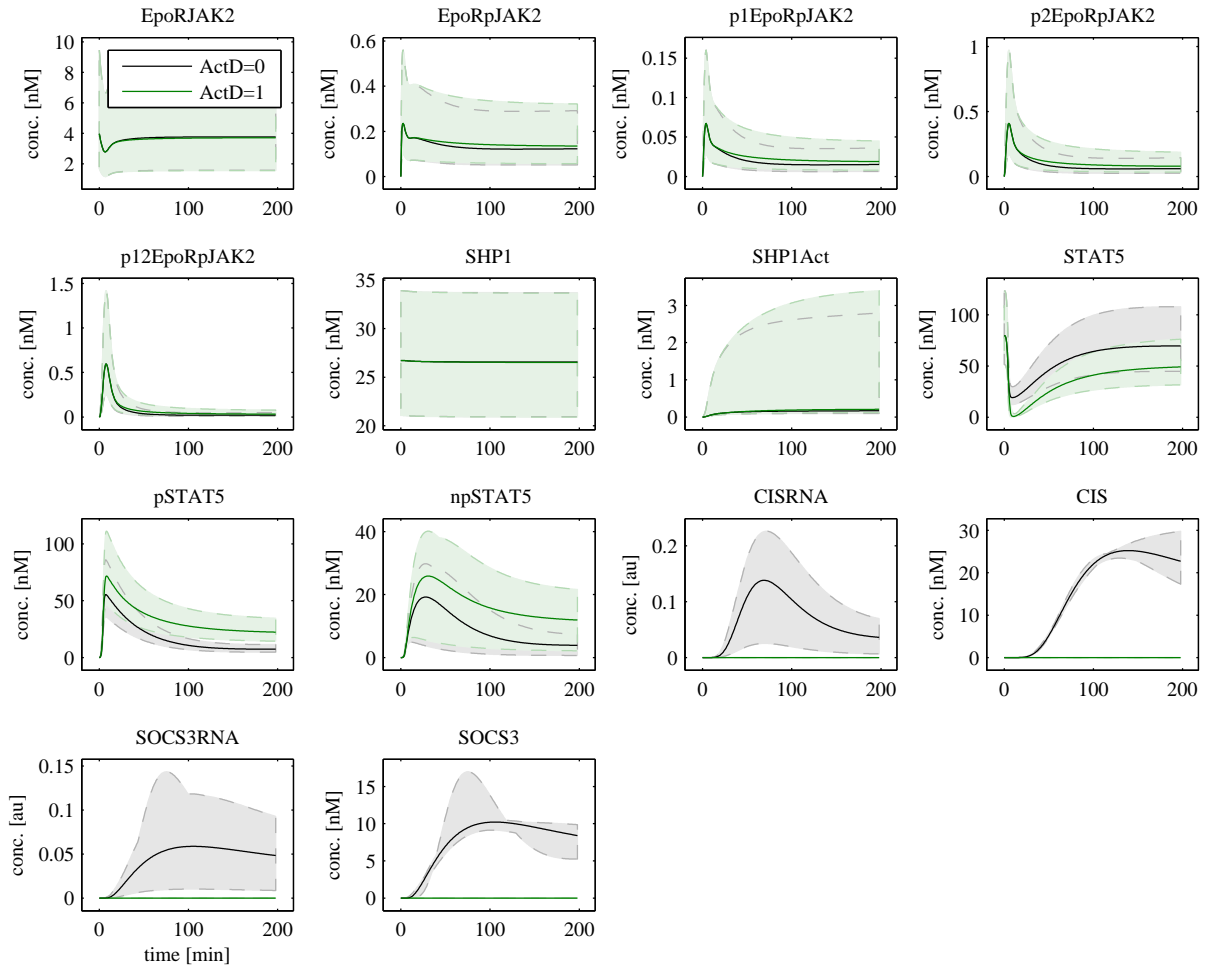 EpoRJAK2 EpoRpJAK2 p1EpoRpJAK2 p2EpoRpJAK2
conc. [nM] 10 8 6 4 2 0 100 200
ActD=0
ActD=1
conc. [nM] 0.6 0.4 0.2 0 0 100 200
conc. [nM] 0.15 0.1 0.05 0 0 100 200
conc. [nM] 1 0.5 0 0 100 200
p12EpoRpJAK2 SHP1 SHP1Act STAT5
conc. [nM] 1.5 1 0.5 0 0 100 200
conc. [nM] 35 30 25 20 0 100 200
conc. [nM] 3 2 1 0 0 100 200
conc. [nM] 100 50 0 0 100 200
pSTAT5 npSTAT5 CISRNA CIS
conc. [nM] 100 50 0 0 100 200
conc. [nM] 40 20 0 0 100 200
conc. [au] 0.2 0.1 0 0 100 200
conc. [nM] 30 20 10 0 0 100 200
SOCS3RNA SOCS3
conc. [au] 0.15 0.1 0.05 0 0 100 200
time [min]
conc. [nM] 15 10 5 0 0 100 200